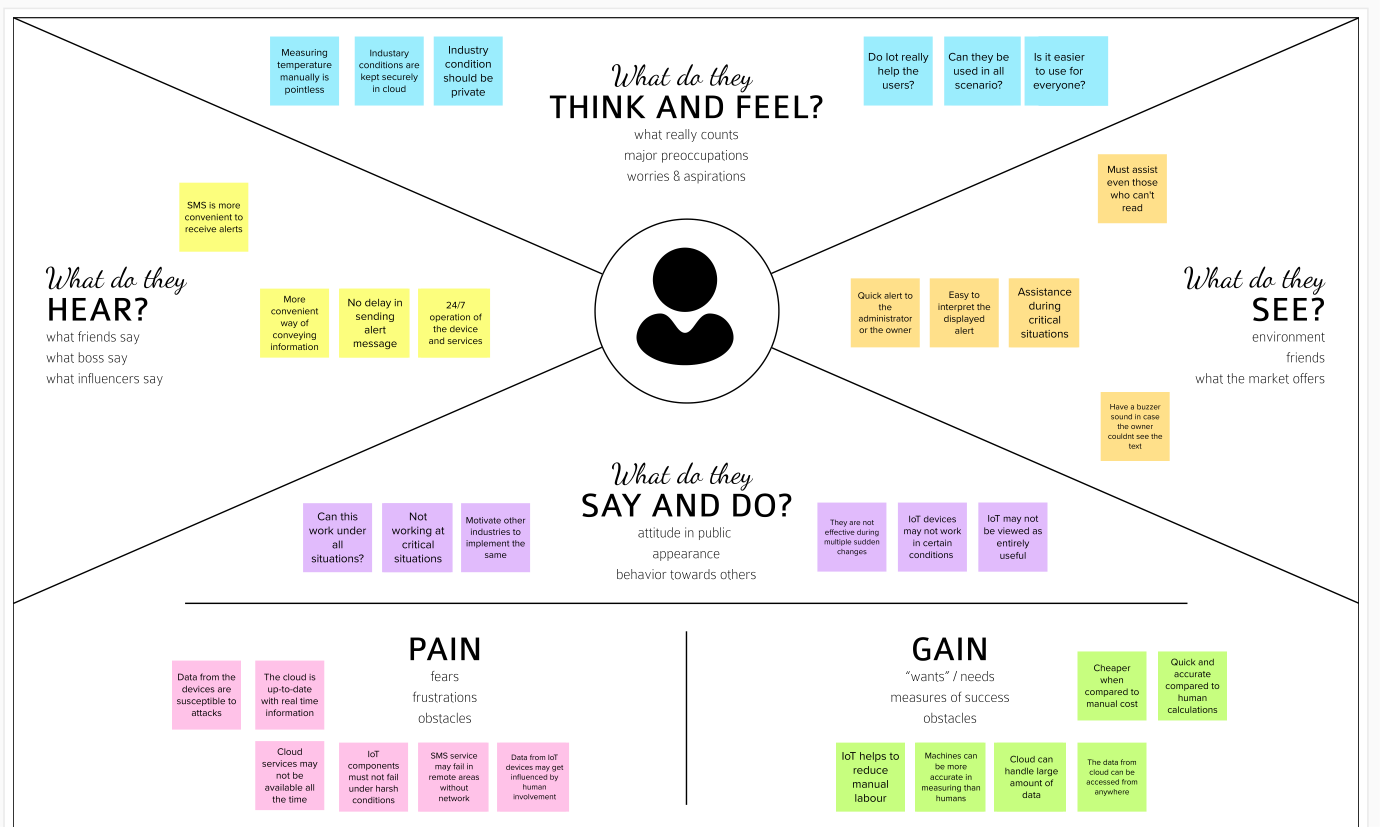 Measuring
temperature
manually is
pointless
Industary
conditions are
kept securely
in cloud
Industry
condition
should be
private
What do they
THINK AND FEEL?
what really counts
major preoccupations
worries & aspirations
Do Iot really
help the
users?
Can they be
used in all
scenario?
Is it easier
to use for
everyone?
SMS is more
convenient to
receive alerts
What do they
HEAR?
what friends say
what boss say
what influencers say
More
convenient
way of
conveying
information
No delay in
sending
alert
message
24/7
operation of
the device
and services
Must assist
even those
who can't
read
Quick alert to
the
administrator
or the owner
Easy to
interpret the
displayed
alert
Assistance
during
critical
situations
What do they
SEE?
environment
friends
what the market offers
Have a buzzer
sound in case
the owner
couldnt see the
text
What do they
SAY AND DO?
attitude in public
appearance
behavior towards others
Can this
work under
all
situations?
Not
working at
critical
situations
Motivate other
industries to
implement the
same
They are not
effective during
multiple sudden
changes
IoT devices
may not work
in certain
conditions
IoT may not
be viewed as
entirely
useful
PAIN
fears
frustrations
obstacles
Data from the
devices are
susceptible to
attacks
The cloud is
up-to-date
with real time
information
Cloud
services may
not be
available all
the time
IoT
components
must not fail
under harsh
conditions
SMS service
may fail in
remote areas
without
network
Data from IoT
devices may get
influenced by
human
involvement
GAIN
“wants” / needs
measures of success
obstacles
Cheaper
when
compared to
manual cost
Quick and
accurate
compared to
human
calculations
IoT helps to
reduce
manual
labour
Machines can
be more
accurate in
measuring than
humans
Cloud can
handle large
amount of
data
The data from
cloud can be
accessed from
anywhere